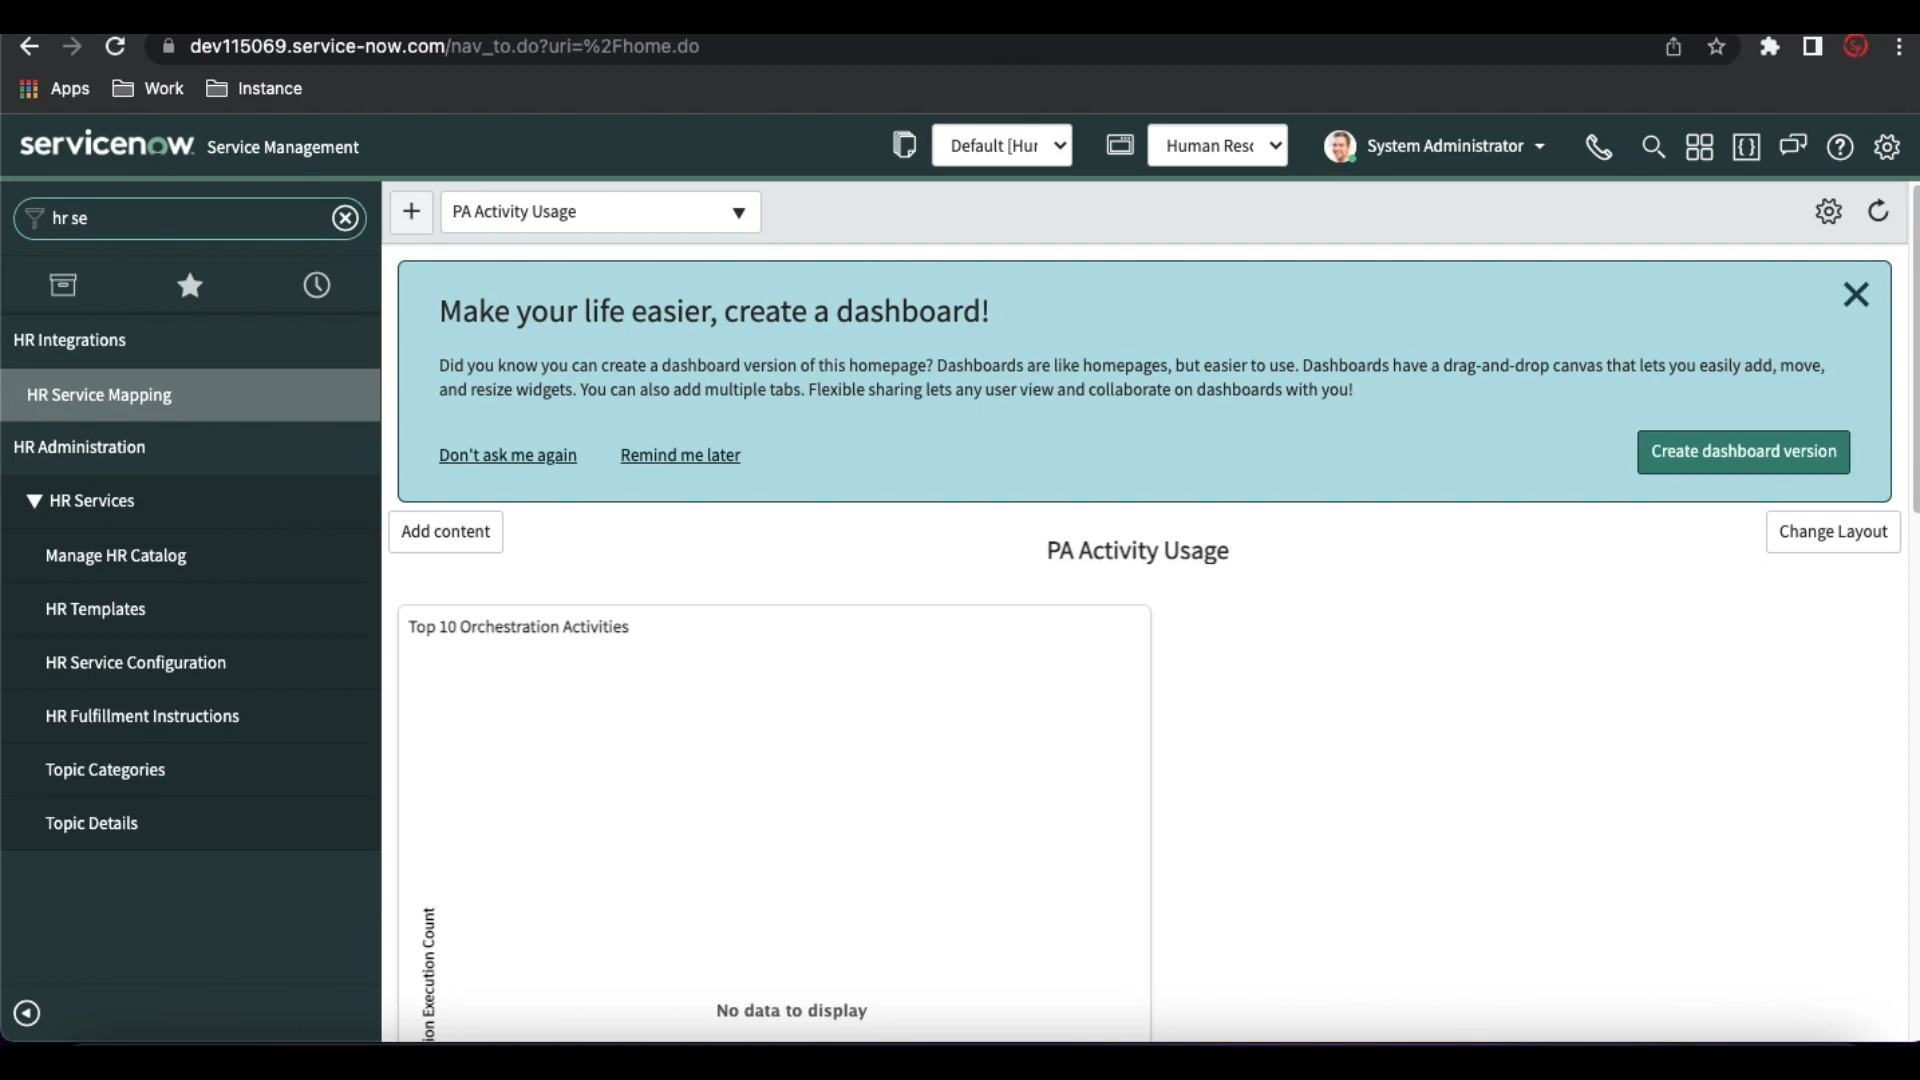 dev115069.service-now.com/nav_to.do?uri=%2Fhome.do
Apps
Work
Instance
servicenow. Service Management
Default [Hur
Human Resc
System Administrator
hr se
PA Activity Usage
HR Integrations
HR Service Mapping
HR Administration
HR Services
Manage HR Catalog
HR Templates
HR Service Configuration
HR Fulfillment Instructions
Topic Categories
Topic Details
Make your life easier, create a dashboard!
Did you know you can create a dashboard version of this homepage? Dashboards are like homepages, but easier to use. Dashboards have a drag-and-drop canvas that lets you easily add, move,
and resize widgets. You can also add multiple tabs. Flexible sharing lets any user view and collaborate on dashboards with you!
Don't ask me again
Remind me later
Create dashboard version
Add content
PA Activity Usage
Change Layout
Top 10 Orchestration Activities
ion Execution Count
No data to display